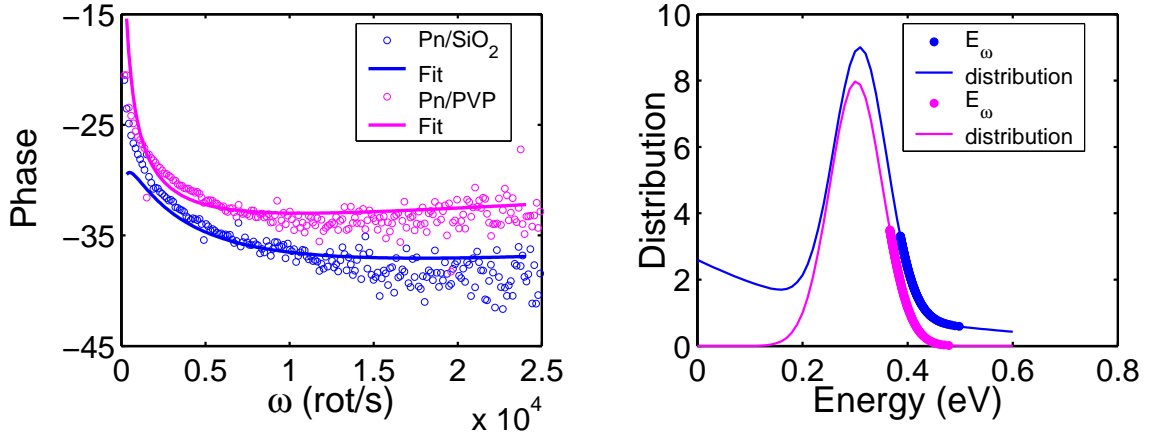 −15
−25
−35
−45
Phase
0
0.5
1
1.5
2
2.5
x 10^4
ω (rot/s)
Pn/SiO₂
Fit
Pn/PVP
Fit
10
8
6
4
2
0
Distribution
0
0.2
0.4
0.6
0.8
Energy (eV)
E_ω
distribution
E_ω
distribution